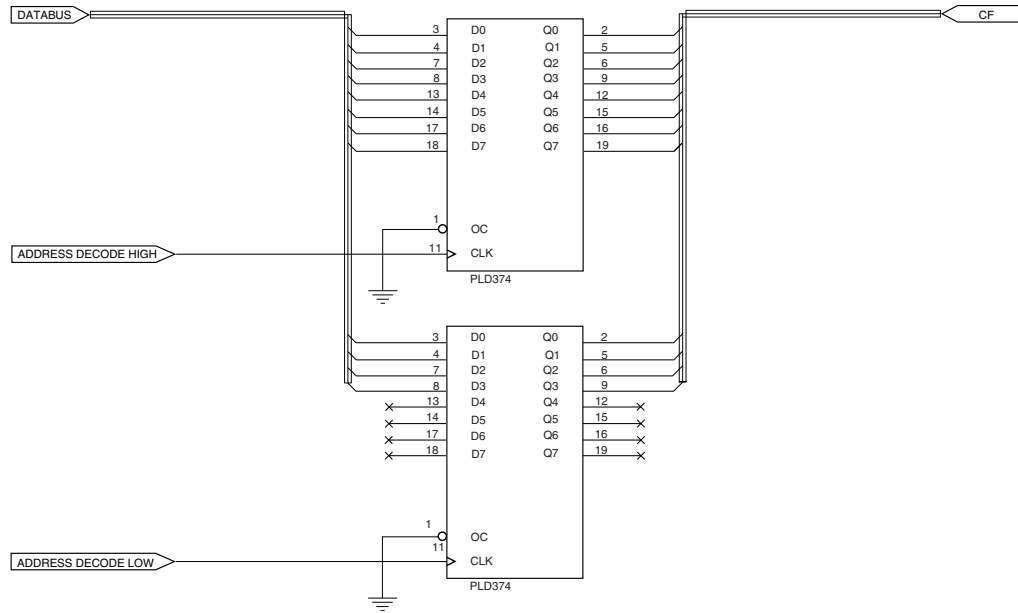 DATABUS CF
3 D0 Q0 2
4 D1 Q1 5
7 D2 Q2 6
8 D3 Q3 9
13 D4 Q4 12
14 D5 Q5 15
17 D6 Q6 16
18 D7 Q7 19
1 OC
ADDRESS DECODE HIGH 11 CLK
PLD374
3 D0 Q0 2
4 D1 Q1 5
7 D2 Q2 6
8 D3 Q3 9
13 D4 Q4 12
14 D5 Q5 15
17 D6 Q6 16
18 D7 Q7 19
1 OC
11
ADDRESS DECODE LOW CLK
PLD374